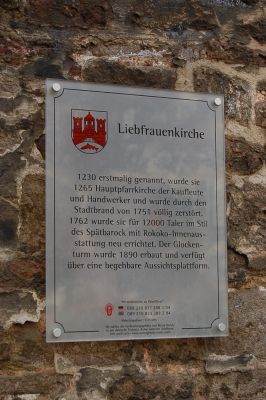 Liebfrauenkirche
1230 erstmalig genannt, wurde sie
1265 Hauptpfarrkirche der Kaufleute
und Handwerker und wurde durch den
Stadtbrand von 1751 völlig zerstört.
1762 wurde sie für 12000 Taler im Stil
des Spätbarock mit Rokoko-Innenaus-
stattung neu errichtet. Der Glocken-
turm wurde 1890 erbaut und verfügt
über eine begehbare Aussichtsplattform.